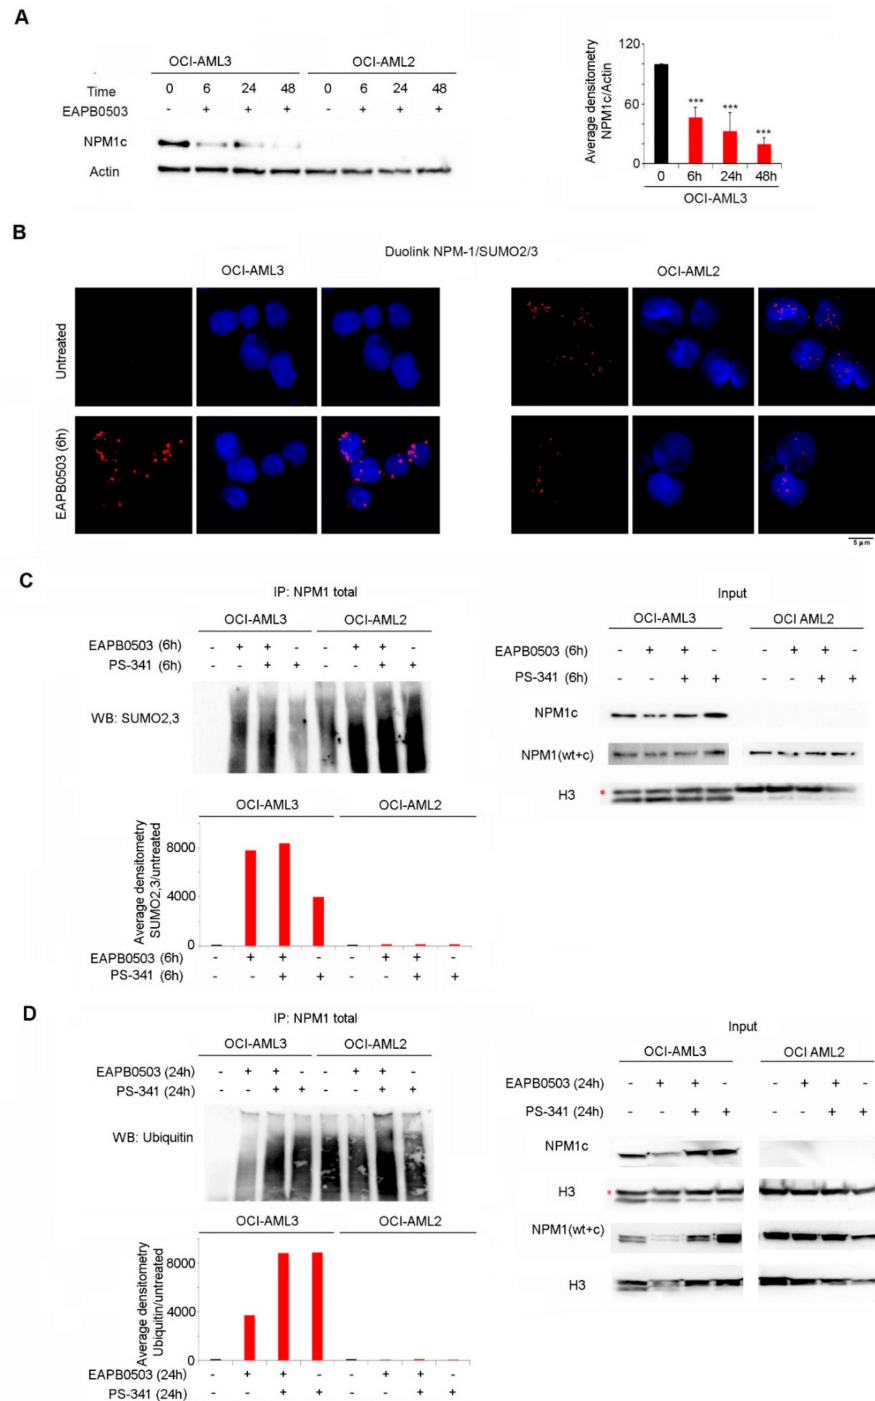 A
OCI-AML3 OCI-AML2
Time 0 6 24 48 0 6 24 48
EAPB0503 - + + + - + + +
NPM1c
Actin
Average densitometry
NPM1c/Actin
120
60
0
*** *** ***
0 6h 24h 48h
OCI-AML3
B
Duolink NPM-1/SUMO2/3
OCI-AML3 OCI-AML2
Untreated
EAPB0503 (6h)
5 µm
C
IP: NPM1 total
OCI-AML3 OCI-AML2
EAPB0503 (6h) - + + - - + + -
PS-341 (6h) - - + + - - + +
WB: SUMO2,3
OCI-AML3 OCI-AML2
Average densitometry
SUMO2,3/untreated
8000
4000
0
EAPB0503 (6h) - + + - - + + -
PS-341 (6h) - - + + - - + +
Input
OCI-AML3 OCI AML2
EAPB0503 (6h) - + + - - + + -
PS-341 (6h) - - + + - - + +
NPM1c
NPM1(wt+c)
H3 *
D
IP: NPM1 total
OCI-AML3 OCI-AML2
EAPB0503 (24h) - + + - - + + -
PS-341 (24h) - - + + - - + +
WB: Ubiquitin
OCI-AML3 OCI-AML2
Average densitometry
Ubiquitin/untreated
8000
4000
0
EAPB0503 (24h) - + + - - + + -
PS-341 (24h) - - + + - - + +
Input
OCI-AML3 OCI AML2
EAPB0503 (24h) - + + - - + + -
PS-341 (24h) - - + + - - + +
NPM1c
H3 *
NPM1(wt+c)
H3